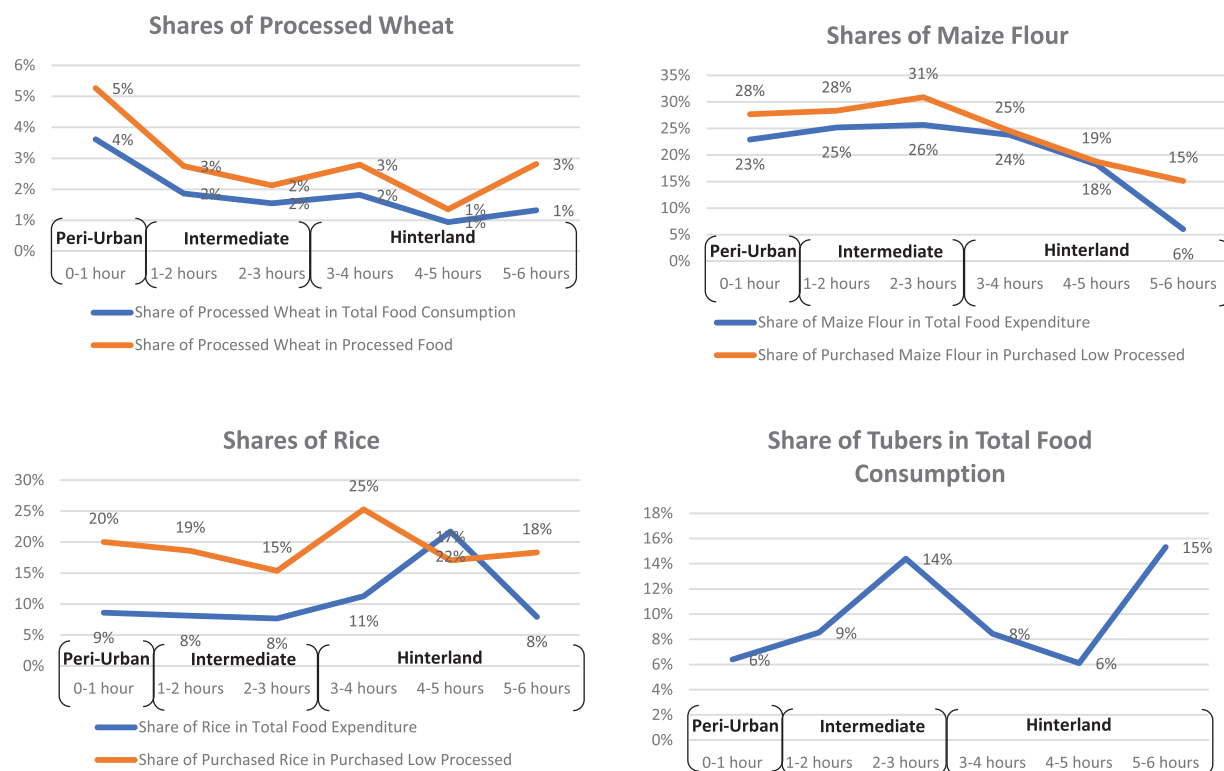 Shares of Processed Wheat
6%
5%
4%
3%
2%
1%
0%
5%
4%
3%
2%
2%
2%
3%
2%
1%
1%
3%
1%
Peri-Urban Intermediate Hinterland
0-1 hour 1-2 hours 2-3 hours 3-4 hours 4-5 hours 5-6 hours
Share of Processed Wheat in Total Food Consumption
Share of Processed Wheat in Processed Food
Shares of Maize Flour
35%
30%
25%
20%
15%
10%
5%
0%
28% 28% 31% 25% 19% 15%
23% 25% 26% 24% 18% 6%
Peri-Urban Intermediate Hinterland
0-1 hour 1-2 hours 2-3 hours 3-4 hours 4-5 hours 5-6 hours
Share of Maize Flour in Total Food Expenditure
Share of Purchased Maize Flour in Purchased Low Processed
Shares of Rice
30%
25%
20%
15%
10%
5%
0%
20% 19% 15% 25% 17% 18%
9% 8% 8% 11% 22% 8%
Peri-Urban Intermediate Hinterland
0-1 hour 1-2 hours 2-3 hours 3-4 hours 4-5 hours 5-6 hours
Share of Rice in Total Food Expenditure
Share of Purchased Rice in Purchased Low Processed
Share of Tubers in Total Food
Consumption
18%
16%
14%
12%
10%
8%
6%
4%
2%
0%
6% 9% 14% 8% 6% 15%
Peri-Urban Intermediate Hinterland
0-1 hour 1-2 hours 2-3 hours 3-4 hours 4-5 hours 5-6 hours